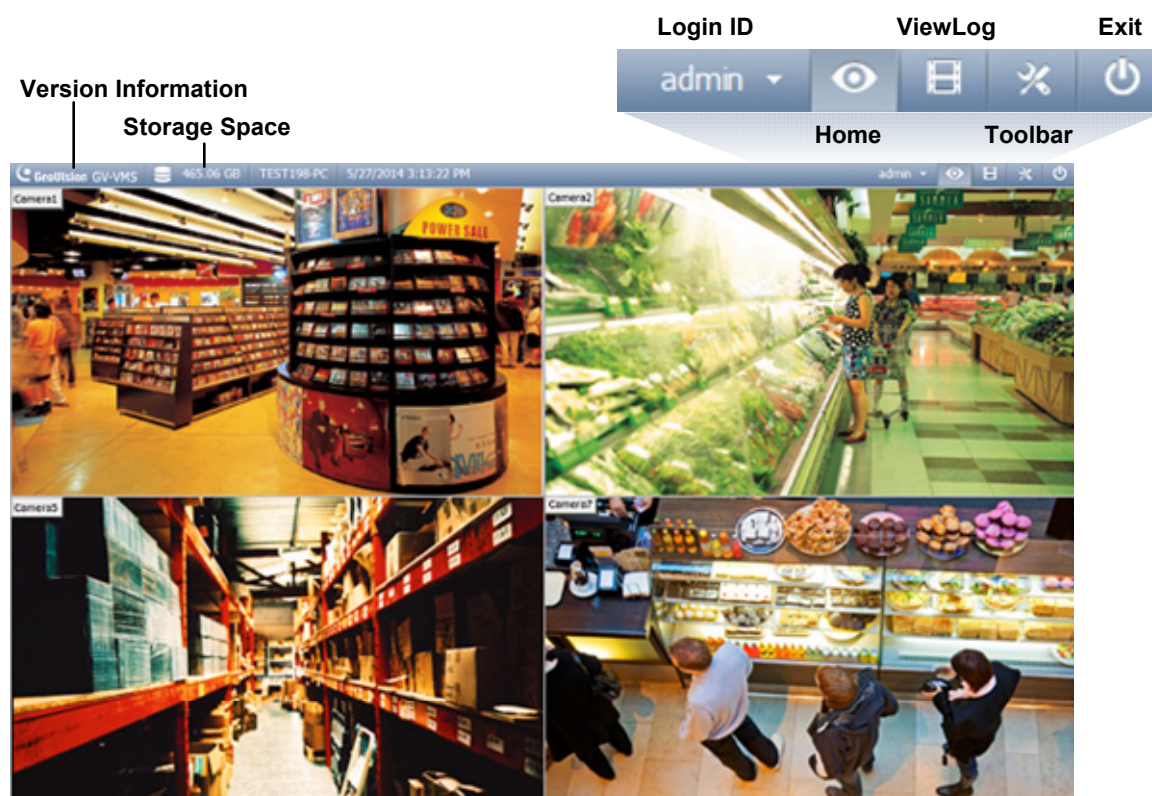 Login ID
ViewLog
Exit
admin
Version Information
Storage Space
Home
Toolbar
GeoVision GV-VMS
465.06 GB
TEST198-PC
5/27/2014 3:13:22 PM
admin
Camera1
POWER SALE
Camera2
SUMMER
Camera5
Camera7